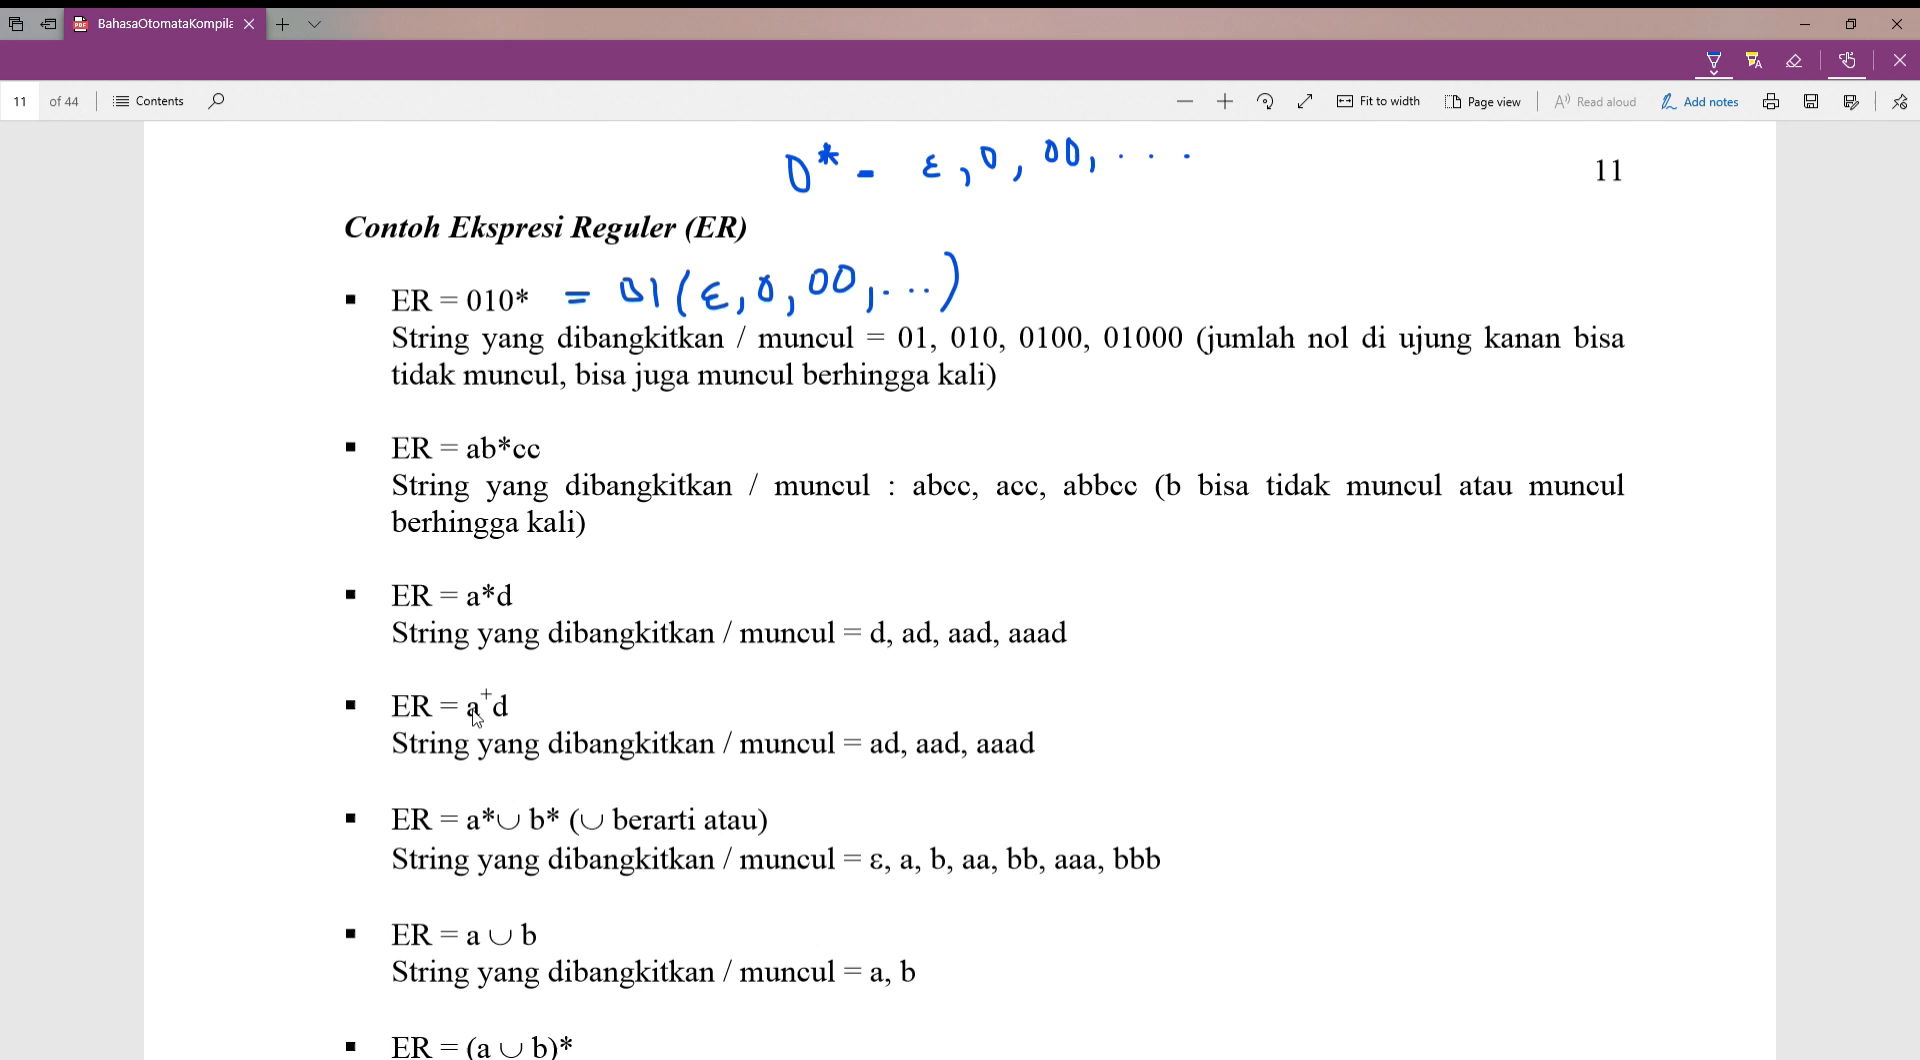 BahasaOtomataKompila
11 of 44 Contents Fit to width Page view Read aloud Add notes
0* - ε, 0, 00, . . .
11
Contoh Ekspresi Reguler (ER)
▪ ER = 010* = 01(ε, 0, 00, . . .)
String yang dibangkitkan / muncul = 01, 010, 0100, 01000 (jumlah nol di ujung kanan bisa
tidak muncul, bisa juga muncul berhingga kali)
▪ ER = ab*cc
String yang dibangkitkan / muncul : abcc, acc, abbcc (b bisa tidak muncul atau muncul
berhingga kali)
▪ ER = a*d
String yang dibangkitkan / muncul = d, ad, aad, aaad
▪ ER = a⁺d
String yang dibangkitkan / muncul = ad, aad, aaad
▪ ER = a*∪ b* (∪ berarti atau)
String yang dibangkitkan / muncul = ε, a, b, aa, bb, aaa, bbb
▪ ER = a ∪ b
String yang dibangkitkan / muncul = a, b
▪ ER = (a ∪ b)*